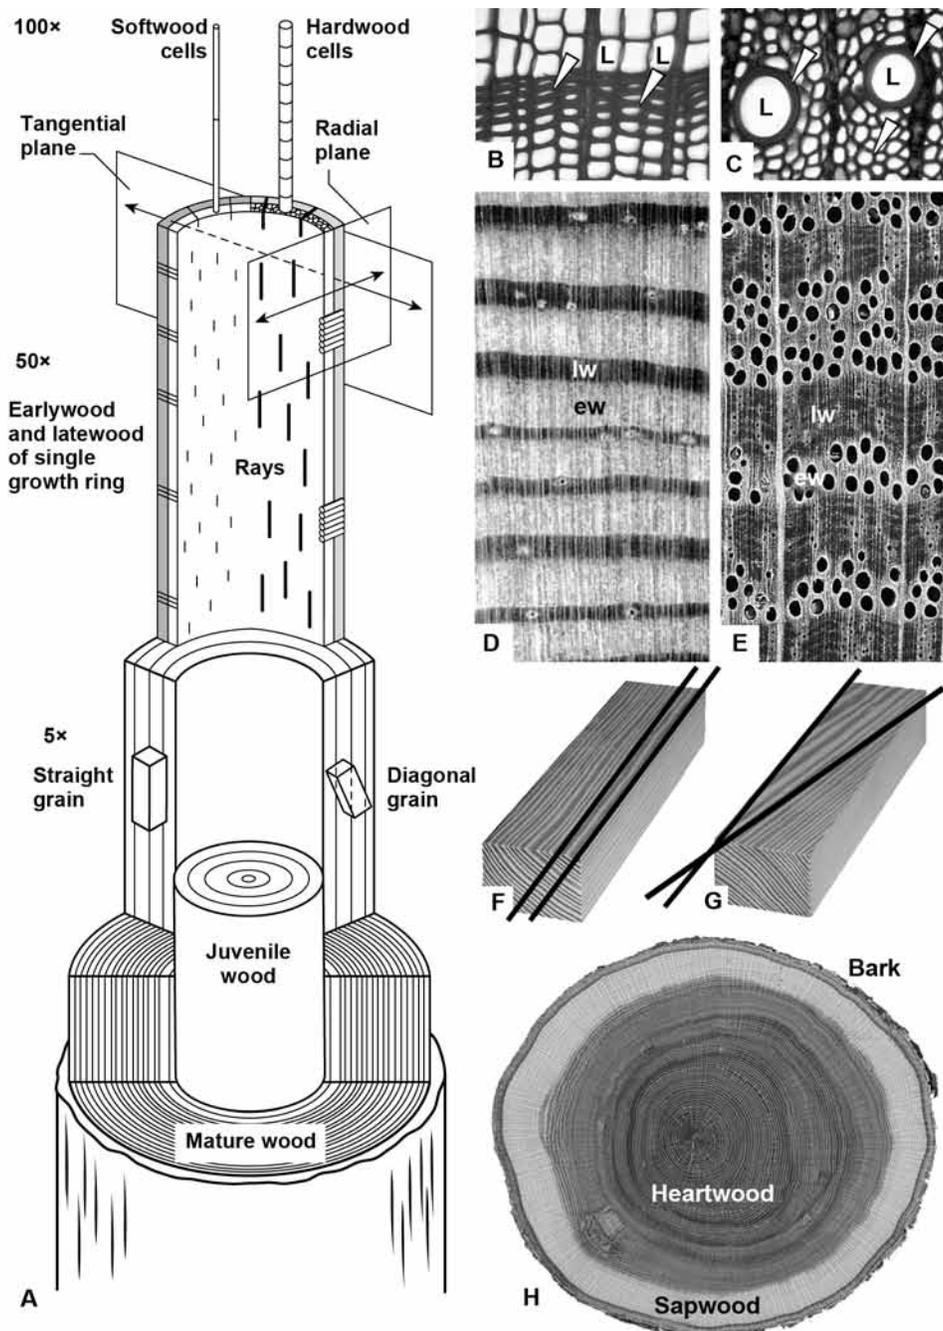 100×
Softwood
cells
Hardwood
cells
Tangential
plane
Radial
plane
50×
Earlywood
and latewood
of single
growth ring
Rays
5×
Straight
grain
Diagonal
grain
Juvenile
wood
Mature wood
A
L
L
B
L
L
C
lw
ew
D
lw
ew
E
F
G
Bark
Heartwood
Sapwood
H